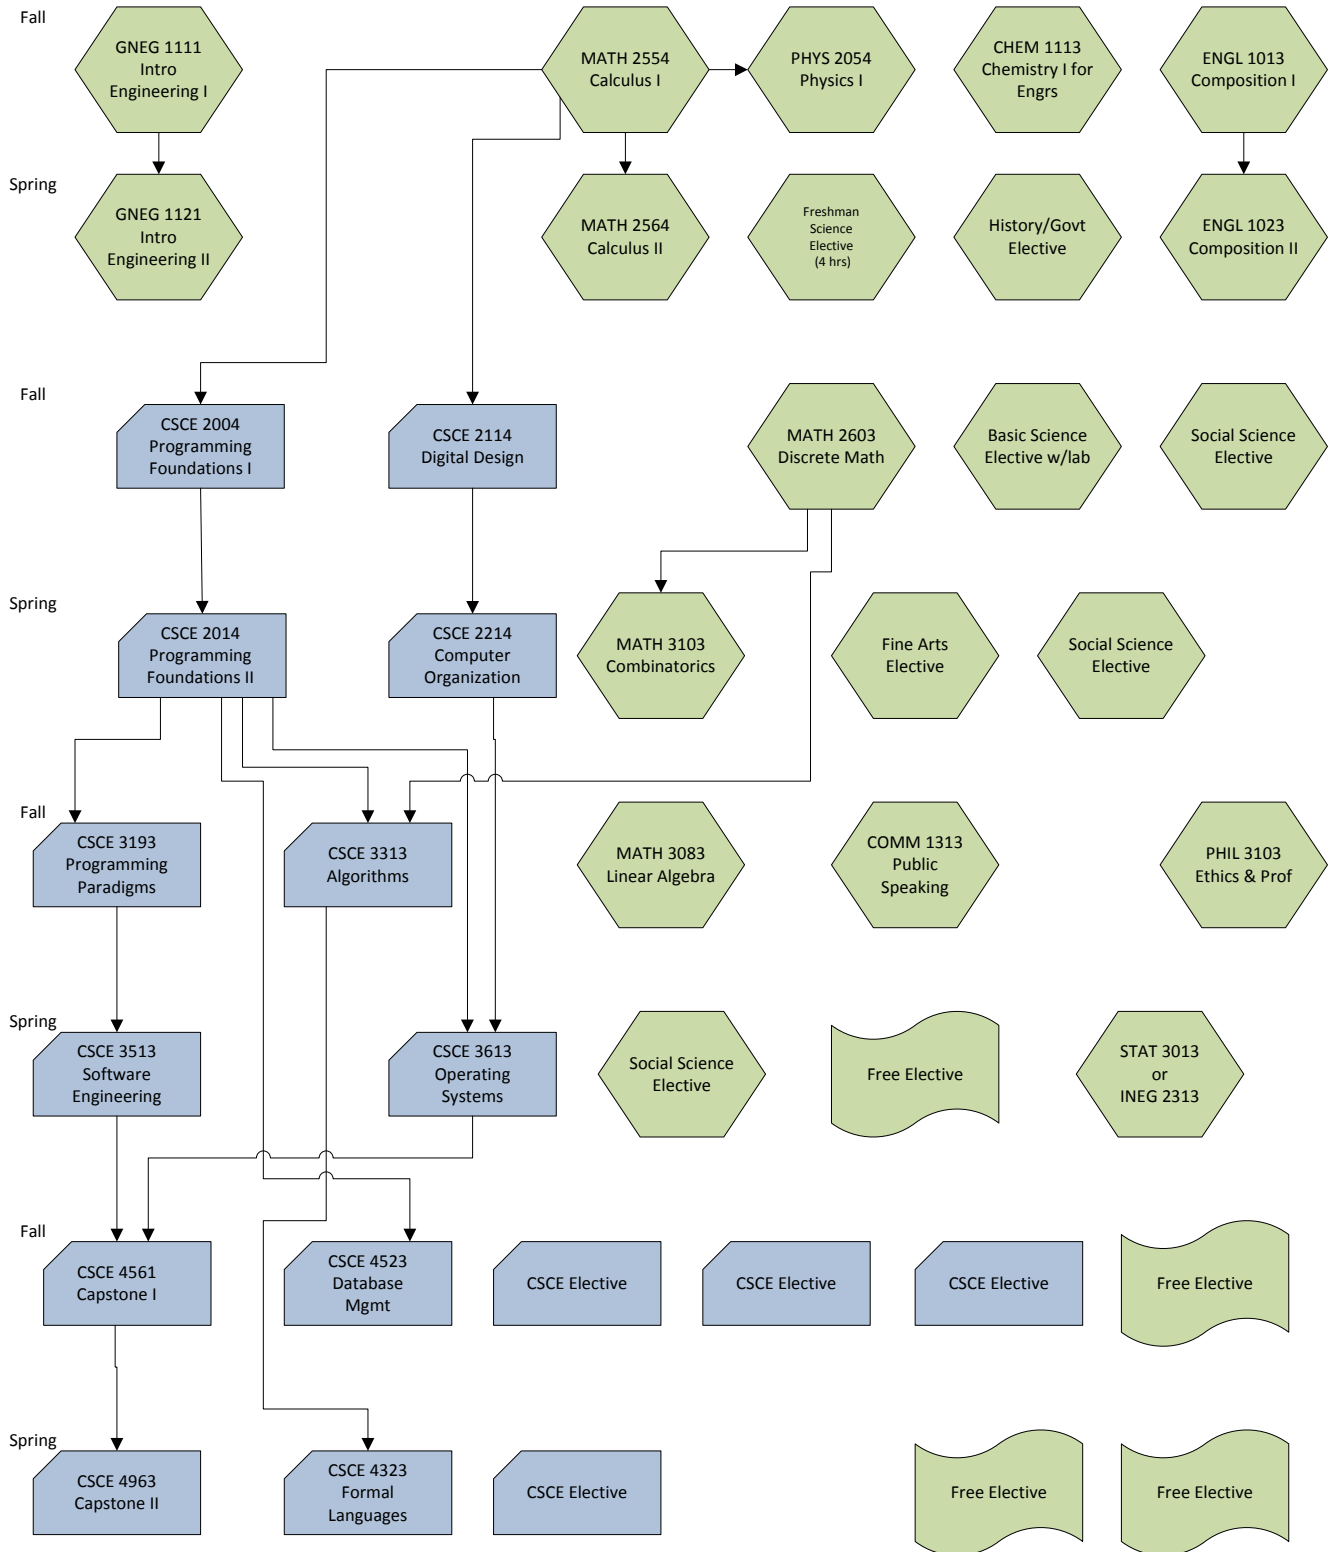 Fall
GNEG 1111
Intro
Engineering I
MATH 2554
Calculus I
PHYS 2054
Physics I
CHEM 1113
Chemistry I for
Engrs
ENGL 1013
Composition I
Spring
GNEG 1121
Intro
Engineering II
MATH 2564
Calculus II
Freshman
Science
Elective
(4 hrs)
History/Govt
Elective
ENGL 1023
Composition II
Fall
CSCE 2004
Programming
Foundations I
CSCE 2114
Digital Design
MATH 2603
Discrete Math
Basic Science
Elective w/lab
Social Science
Elective
Spring
CSCE 2014
Programming
Foundations II
CSCE 2214
Computer
Organization
MATH 3103
Combinatorics
Fine Arts
Elective
Social Science
Elective
Fall
CSCE 3193
Programming
Paradigms
CSCE 3313
Algorithms
MATH 3083
Linear Algebra
COMM 1313
Public
Speaking
PHIL 3103
Ethics & Prof
Spring
CSCE 3513
Software
Engineering
CSCE 3613
Operating
Systems
Social Science
Elective
Free Elective
STAT 3013
or
INEG 2313
Fall
CSCE 4561
Capstone I
CSCE 4523
Database
Mgmt
CSCE Elective
CSCE Elective
CSCE Elective
Free Elective
Spring
CSCE 4963
Capstone II
CSCE 4323
Formal
Languages
CSCE Elective
Free Elective
Free Elective